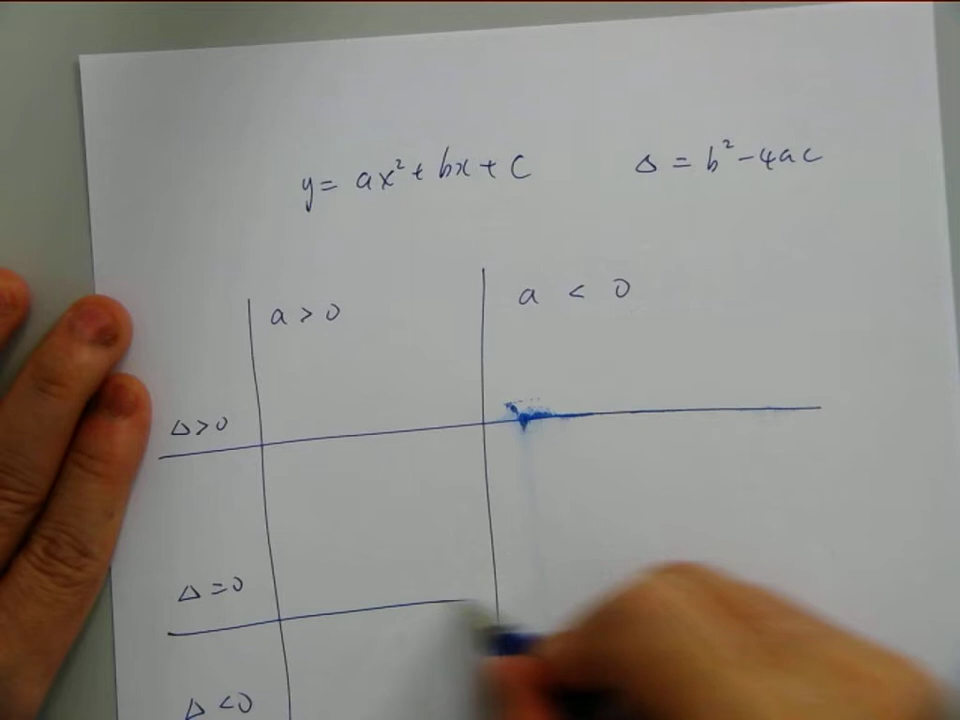 y = ax² + bx + c    Δ = b² - 4ac
a > 0    a < 0
Δ > 0
Δ = 0
Δ < 0